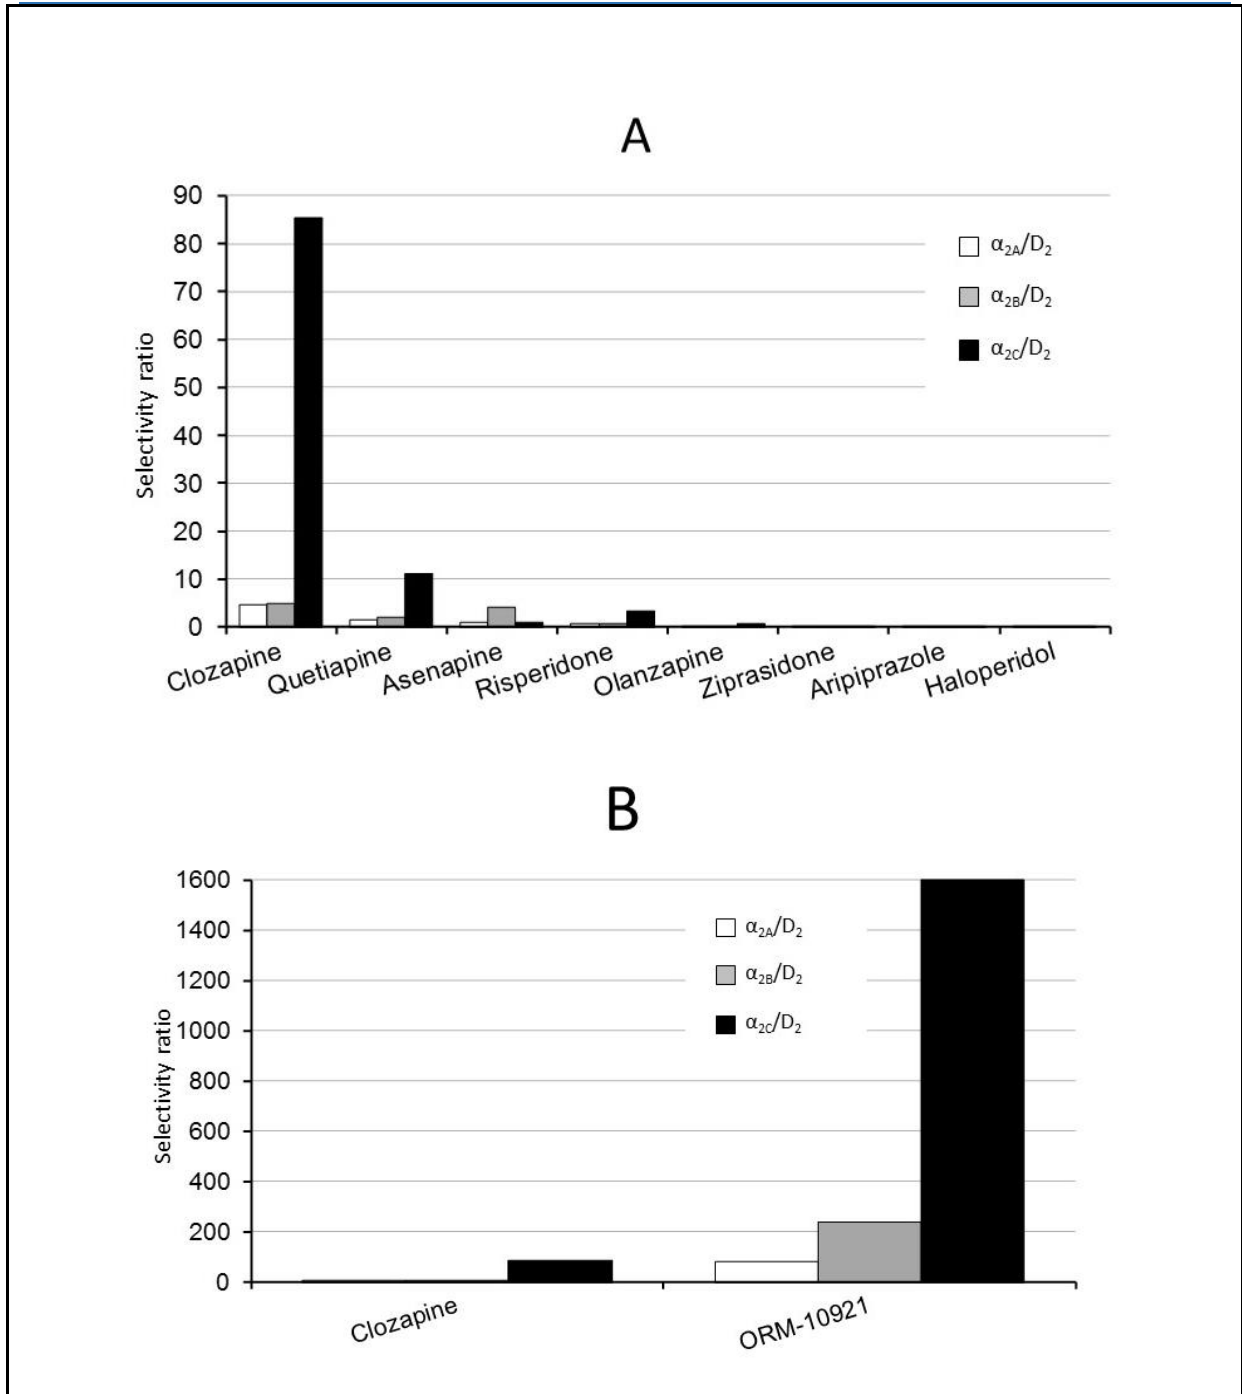 A
90
80
70
60
50
40
30
20
10
0
Selectivity ratio
α2A/D2
α2B/D2
α2C/D2
Clozapine Quetiapine Asenapine Risperidone Olanzapine Ziprasidone Aripiprazole Haloperidol
B
1600
1400
1200
1000
800
600
400
200
0
Selectivity ratio
α2A/D2
α2B/D2
α2C/D2
Clozapine ORM-10921